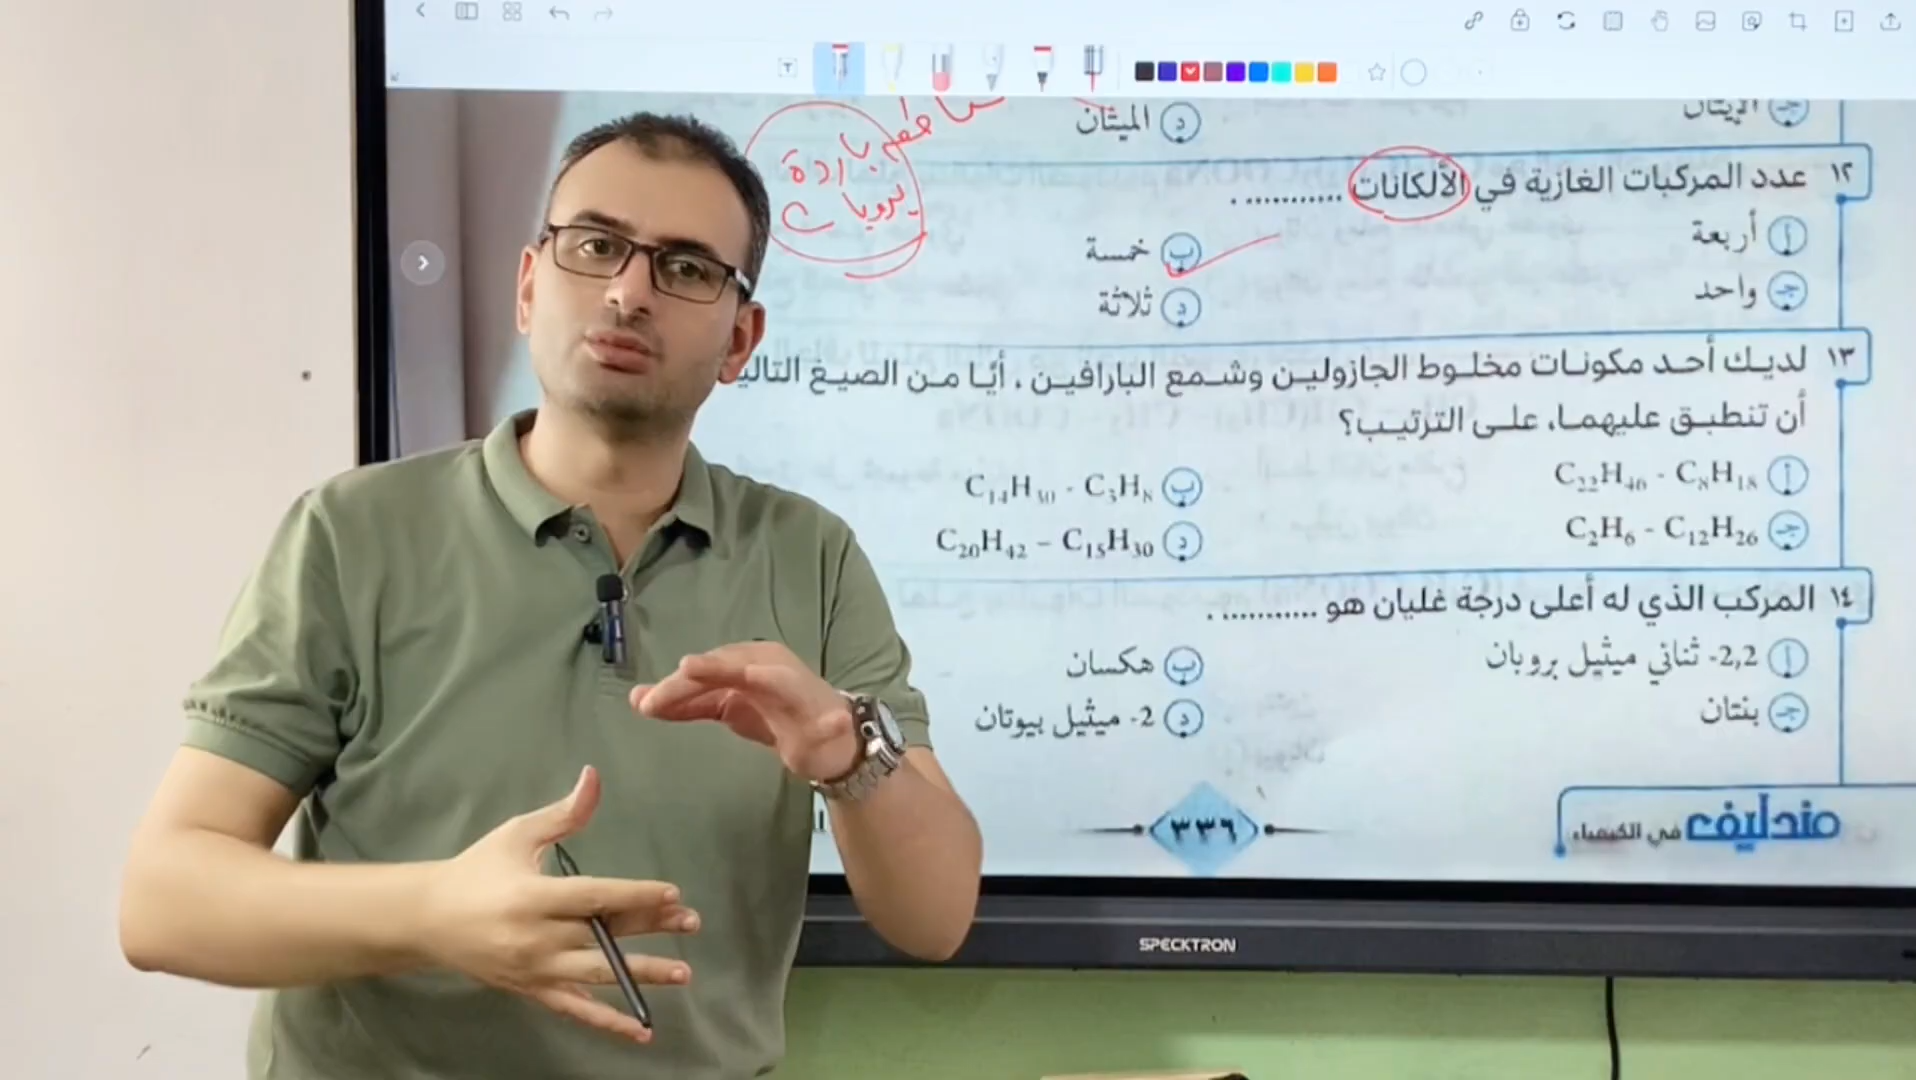 ج الإيثان
د الميثان
باردة
١٢ عدد المركبات الغازية في الألكانات ............ .
أ أربعة
ب خمسة
ج واحد
د ثلاثة
١٣ لديك أحد مكونات مخلوط الجازولين وشمع البارافين ، أيًا من الصيغ
أن تنطبق عليهما، على الترتيب؟
أ C₂₂H₄₆ - C₈H₁₈
ب C₁₄H₃₀ - C₃H₈
ج C₂H₆ - C₁₂H₂₆
د C₂₀H₄₂ – C₁₅H₃₀
١٤ المركب الذي له أعلى درجة غليان هو ............ .
أ 2,2- ثنائي ميثيل بروبان
ب هكسان
ج بنتان
د 2- ميثيل بيوتان
مندليف في الكيمياء
٣٣٦
SPECKTRON